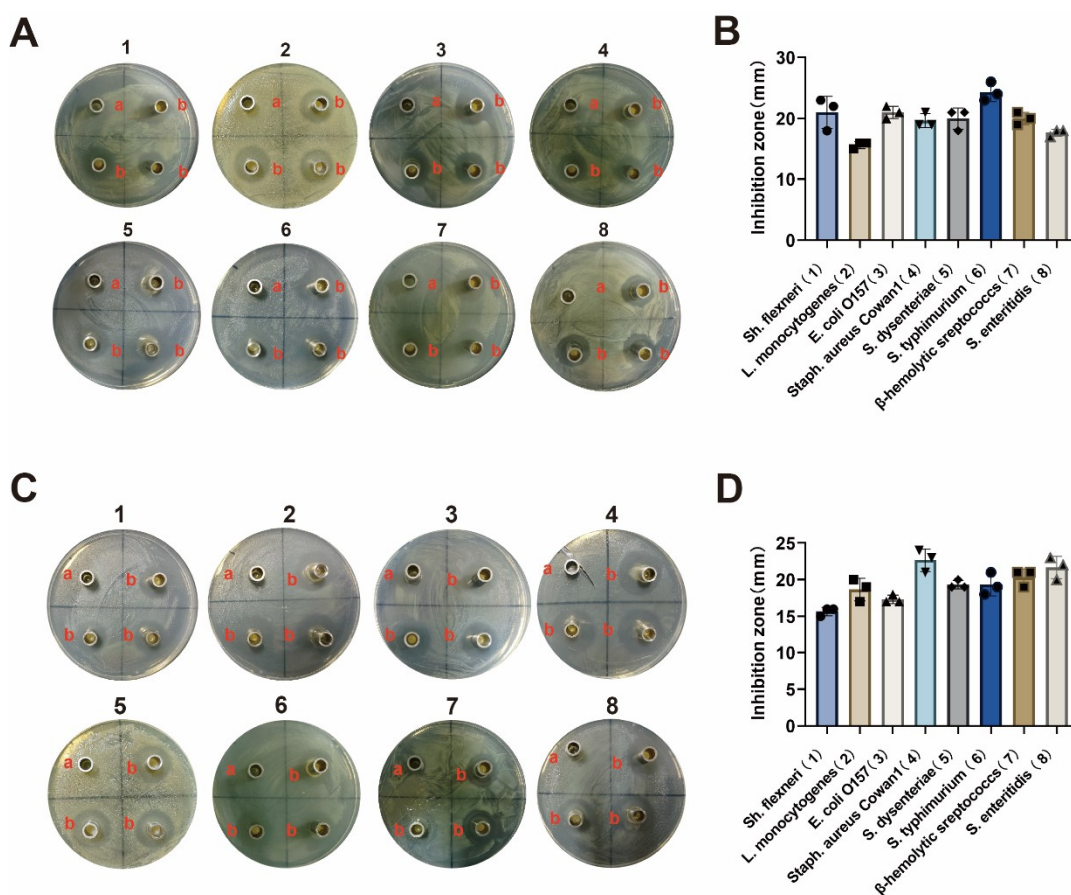 A
1
2
3
4
a
b
a
b
a
b
a
b
b
b
b
b
b
b
b
b
5
6
7
8
a
b
a
b
a
b
a
b
b
b
b
b
b
b
b
b
B
Inhibition zone (mm)
30
20
10
0
Sh. flexneri (1)
L. monocytogenes (2)
E. coli O157 (3)
Staph. aureus Cowan1 (4)
S. dysenteriae (5)
S. typhimurium (6)
β-hemolytic sreptococcs (7)
S. enteritidis (8)
C
1
2
3
4
a
b
a
b
a
b
a
b
b
b
b
b
b
b
b
b
5
6
7
8
a
b
a
b
a
b
a
b
b
b
b
b
b
b
b
b
D
Inhibition zone (mm)
25
20
15
10
5
0
Sh. flexneri (1)
L. monocytogenes (2)
E. coli O157 (3)
Staph. aureus Cowan1 (4)
S. dysenteriae (5)
S. typhimurium (6)
β-hemolytic sreptococcs (7)
S. enteritidis (8)